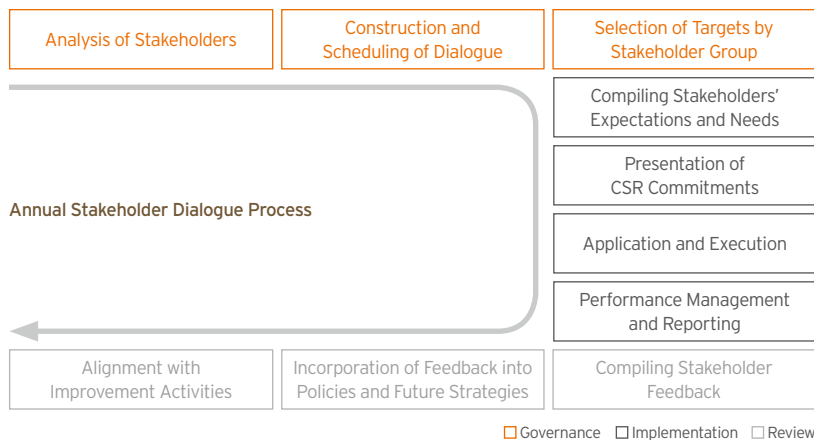 Analysis of Stakeholders
Construction and
Scheduling of Dialogue
Selection of Targets by
Stakeholder Group
Compiling Stakeholders'
Expectations and Needs
Presentation of
CSR Commitments
Annual Stakeholder Dialogue Process
Application and Execution
Performance Management
and Reporting
Alignment with
Improvement Activities
Incorporation of Feedback into
Policies and Future Strategies
Compiling Stakeholder
Feedback
Governance Implementation Review